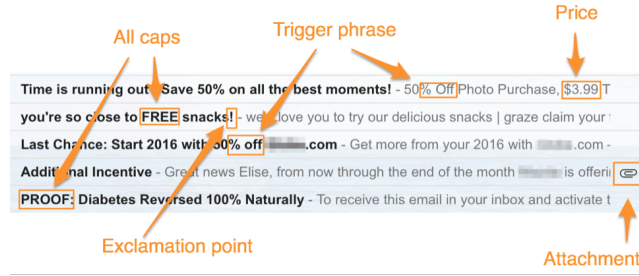 All caps
Trigger phrase
Price
Time is running out! Save 50% on all the best moments! - 50% Off Photo Purchase, $3.99 T
you're so close to FREE snacks! - we'd love you to try our delicious snacks | graze claim your
Last Chance: Start 2016 with 50% off .com - Get more from your 2016 with .com -
Additional Incentive - Great news Elise, from now through the end of the month is offeri
PROOF: Diabetes Reversed 100% Naturally - To receive this email in your inbox and activate t
Exclamation point
Attachment